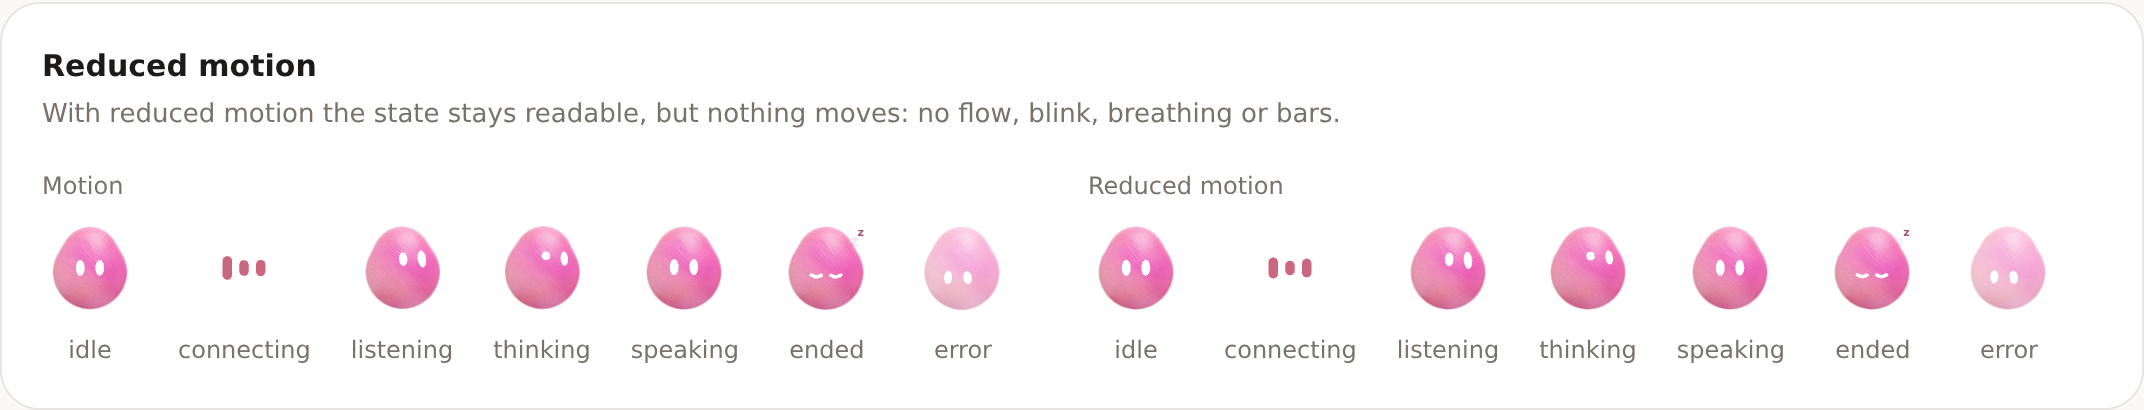 Reduced motion
With reduced motion the state stays readable, but nothing moves: no flow, blink, breathing or bars.
Motion
z
z
idle
connecting
listening
thinking
speaking
ended
error
Reduced motion
z
idle
connecting
listening
thinking
speaking
ended
error